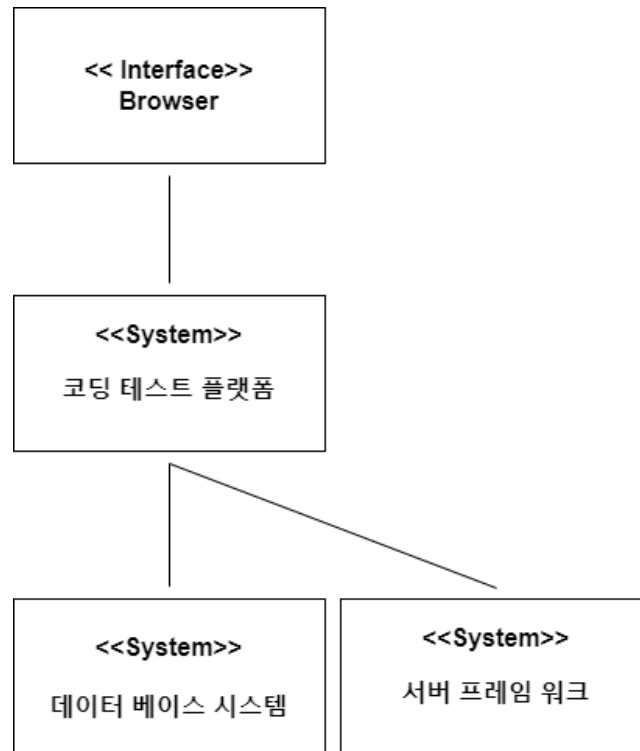 << Interface>>
Browser
<<System>>
코딩 테스트 플랫폼
<<System>>
데이터 베이스 시스템
<<System>>
서버 프레임 워크